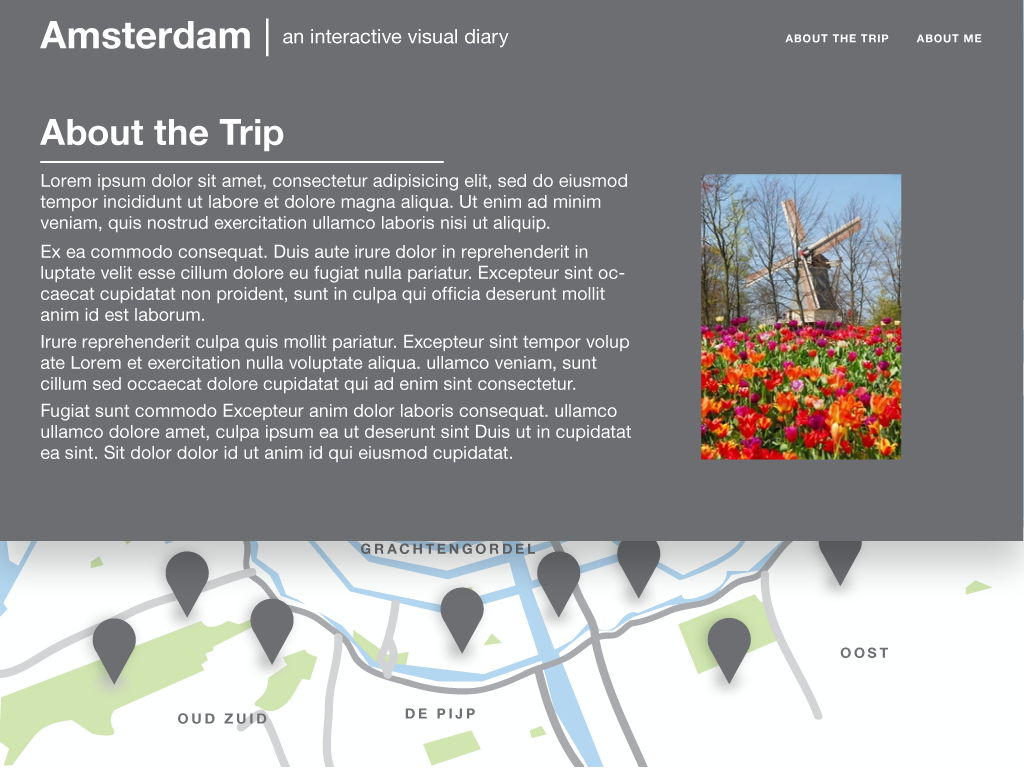 Amsterdam | an interactive visual diary
ABOUT THE TRIP
ABOUT ME
About the Trip
Lorem ipsum dolor sit amet, consectetur adipisicing elit, sed do eiusmod
tempor incididunt ut labore et dolore magna aliqua. Ut enim ad minim
veniam, quis nostrud exercitation ullamco laboris nisi ut aliquip.
Ex ea commodo consequat. Duis aute irure dolor in reprehenderit in
luptate velit esse cillum dolore eu fugiat nulla pariatur. Excepteur sint oc-
caecat cupidatat non proident, sunt in culpa qui officia deserunt mollit
anim id est laborum.
Irure reprehenderit culpa quis mollit pariatur. Excepteur sint tempor volup
ate Lorem et exercitation nulla voluptate aliqua. ullamco veniam, sunt
cillum sed occaecat dolore cupidatat qui ad enim sint consectetur.
Fugiat sunt commodo Excepteur anim dolor laboris consequat. ullamco
ullamco dolore amet, culpa ipsum ea ut deserunt sint Duis ut in cupidatat
ea sint. Sit dolor dolor id ut anim id qui eiusmod cupidatat.
GRACHTENGORDEL
OOST
DE PIJP
OUD ZUID